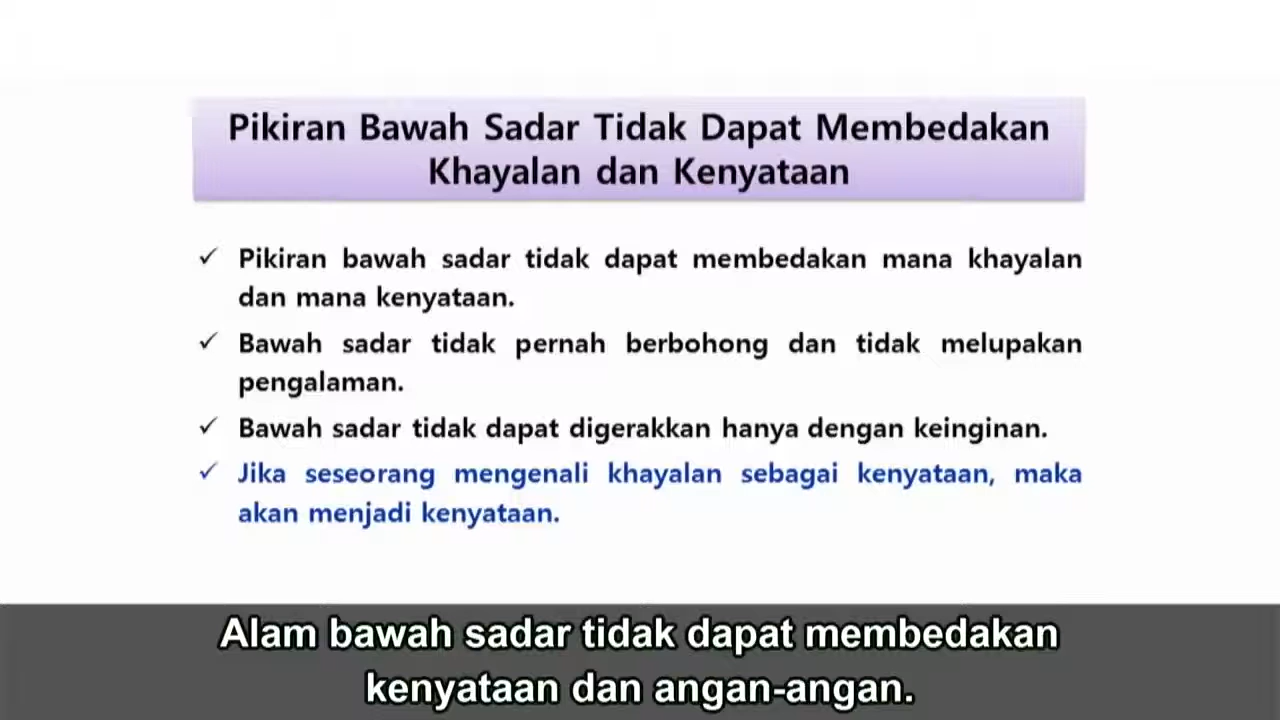 Pikiran Bawah Sadar Tidak Dapat Membedakan
Khayalan dan Kenyataan
✓ Pikiran bawah sadar tidak dapat membedakan mana khayalan
dan mana kenyataan.
✓ Bawah sadar tidak pernah berbohong dan tidak melupakan
pengalaman.
✓ Bawah sadar tidak dapat digerakkan hanya dengan keinginan.
✓ Jika seseorang mengenali khayalan sebagai kenyataan, maka
akan menjadi kenyataan.
Alam bawah sadar tidak dapat membedakan
kenyataan dan angan-angan.